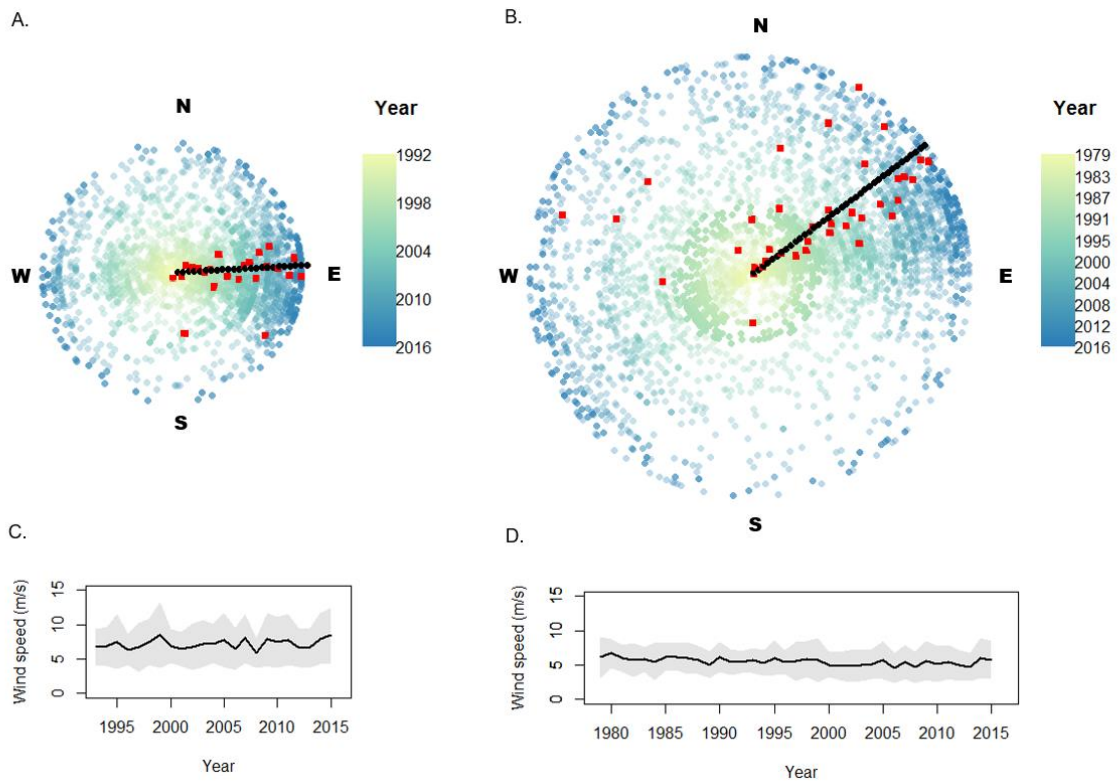 A.
B.
N
Year
1992
1998
2004
2010
2016
W
E
S
N
Year
1979
1983
1987
1991
1995
2000
2004
2008
2012
2016
W
E
S
C.
D.
Wind speed (m/s)
15
10
5
0
1995 2000 2005 2010 2015
Year
Wind speed (m/s)
15
10
5
0
1980 1985 1990 1995 2000 2005 2010 2015
Year